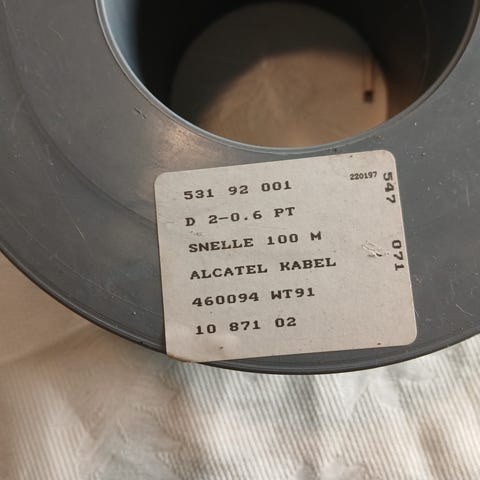 531 92 001
220197
D 2-0.6 PT
SNELLE 100 M
ALCATEL KABEL
460094 WT91
10 871 02
547 071